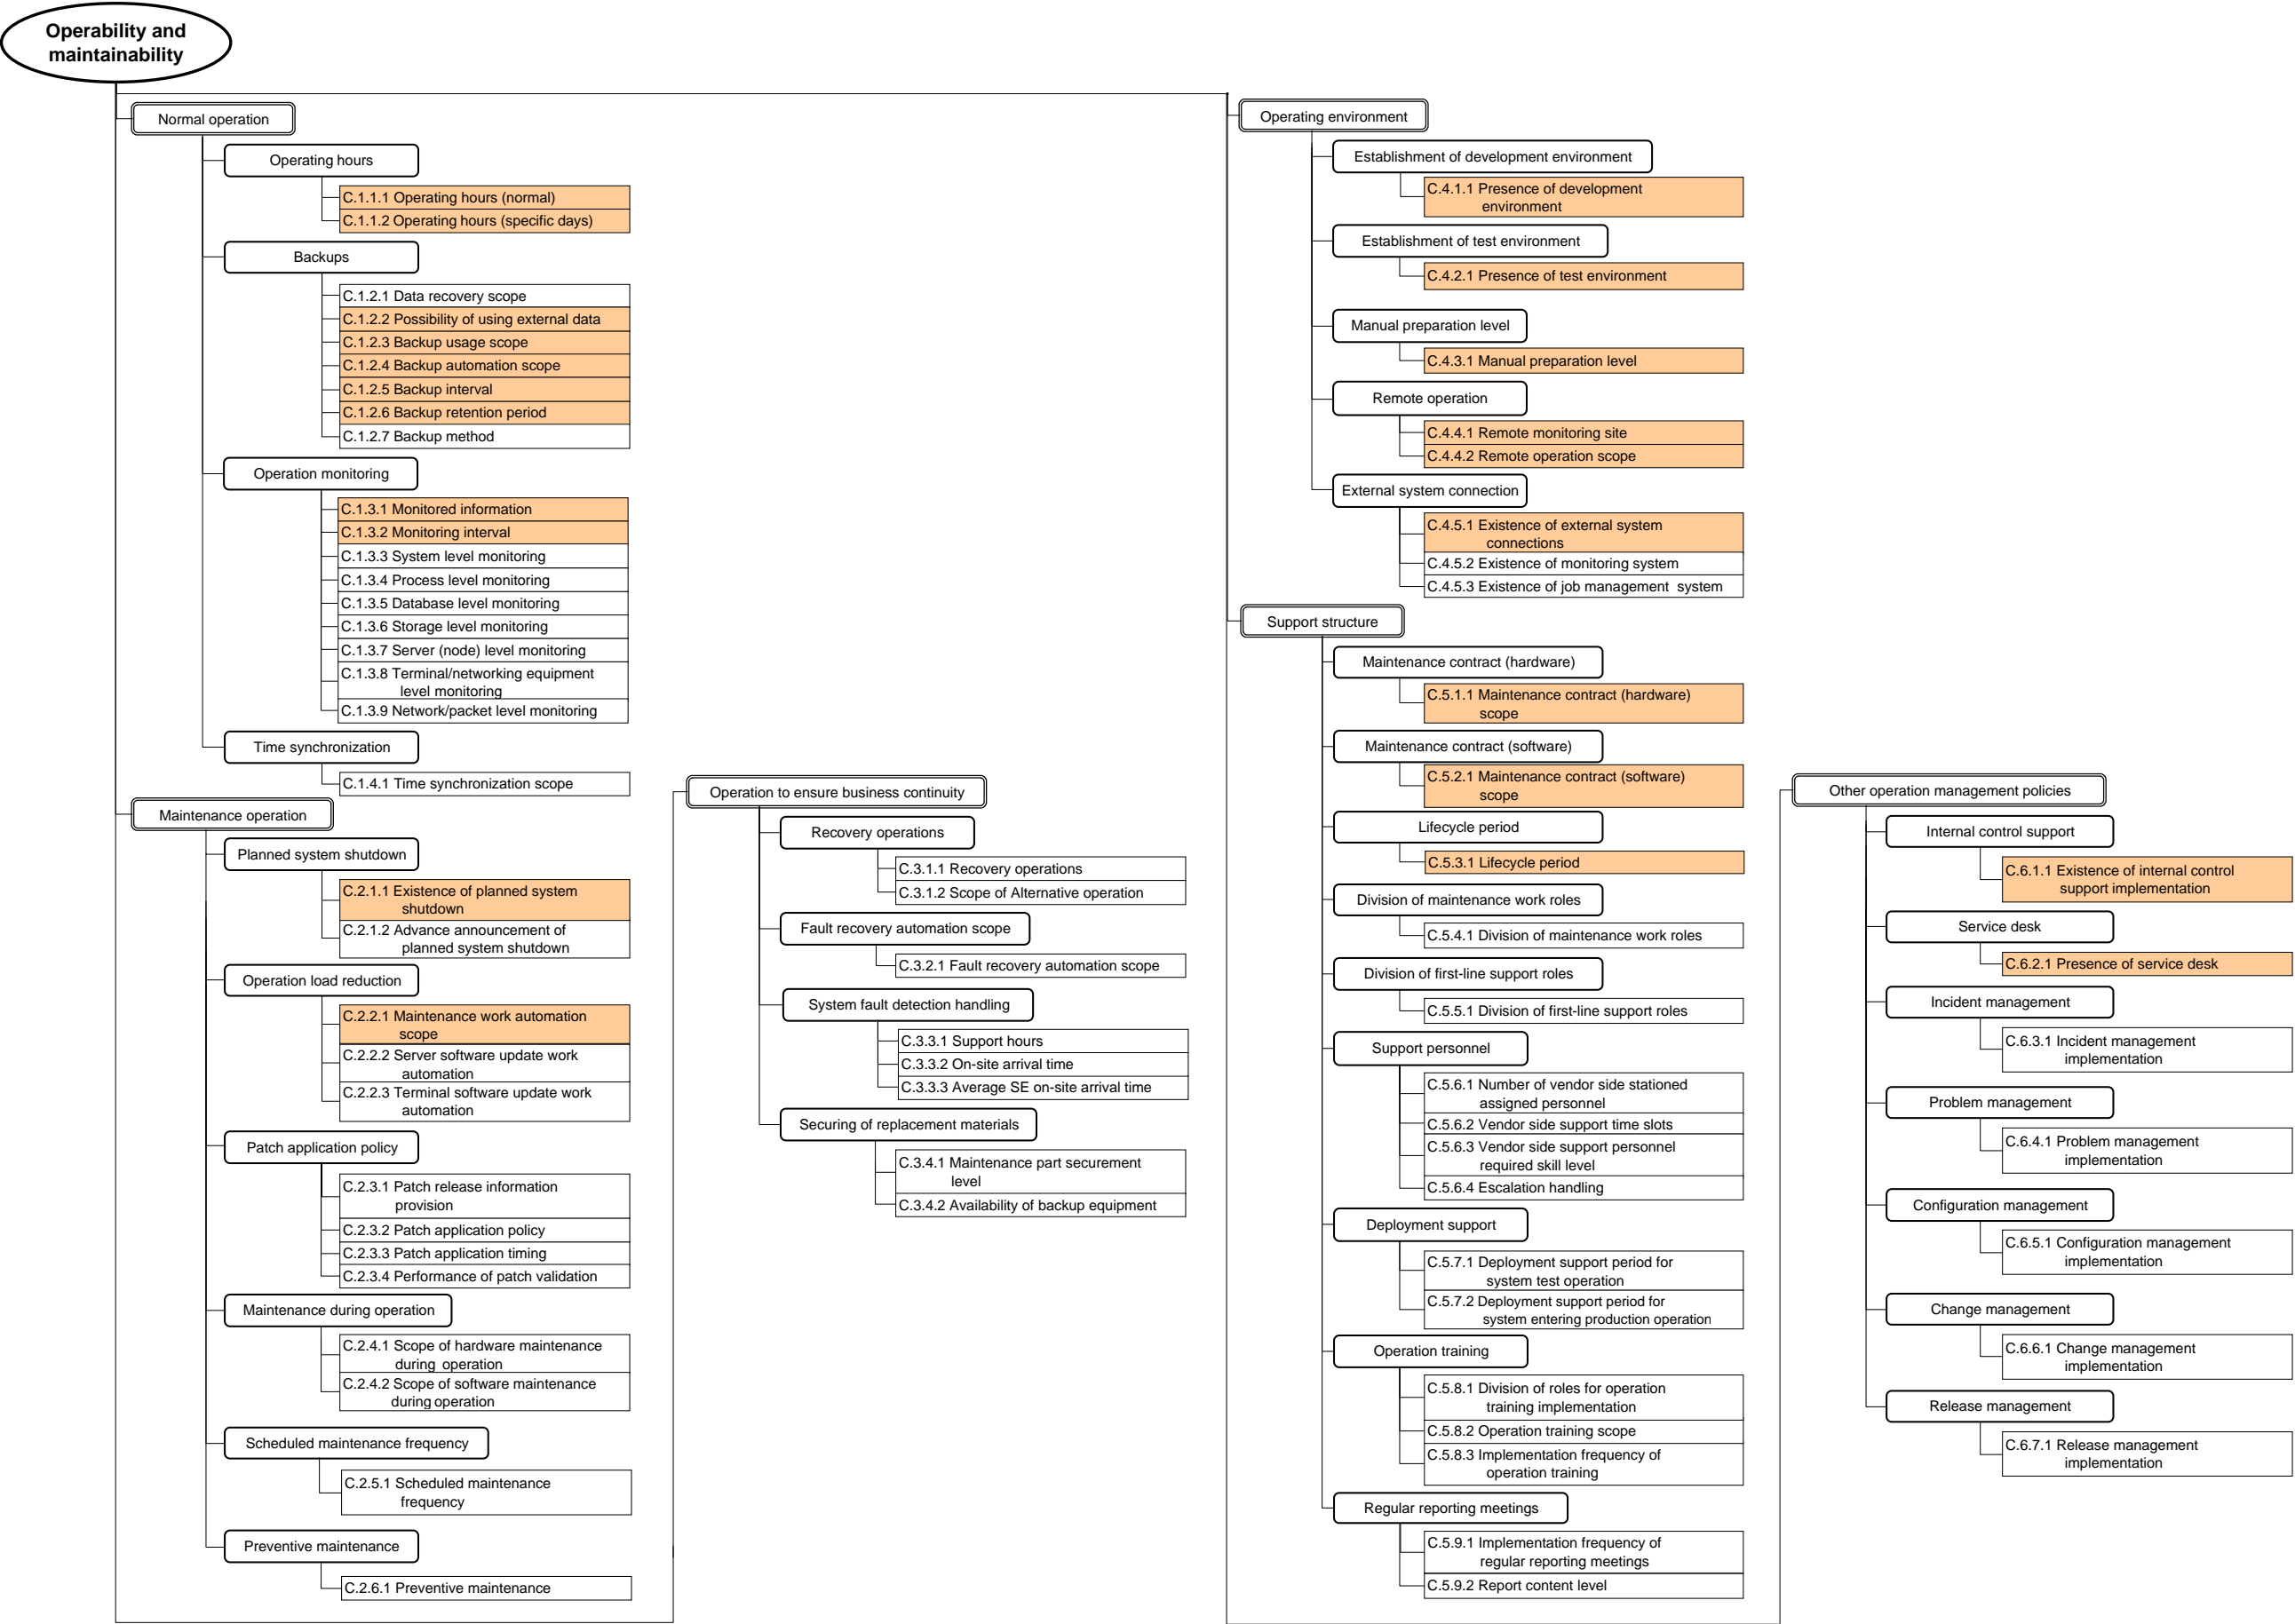 Operability and
maintainability
Normal operation
Operating hours
C.1.1.1 Operating hours (normal)
C.1.1.2 Operating hours (specific days)
Backups
C.1.2.1 Data recovery scope
C.1.2.2 Possibility of using external data
C.1.2.3 Backup usage scope
C.1.2.4 Backup automation scope
C.1.2.5 Backup interval
C.1.2.6 Backup retention period
C.1.2.7 Backup method
Operation monitoring
C.1.3.1 Monitored information
C.1.3.2 Monitoring interval
C.1.3.3 System level monitoring
C.1.3.4 Process level monitoring
C.1.3.5 Database level monitoring
C.1.3.6 Storage level monitoring
C.1.3.7 Server (node) level monitoring
C.1.3.8 Terminal/networking equipment
level monitoring
C.1.3.9 Network/packet level monitoring
Time synchronization
C.1.4.1 Time synchronization scope
Maintenance operation
Planned system shutdown
C.2.1.1 Existence of planned system
shutdown
C.2.1.2 Advance announcement of
planned system shutdown
Operation load reduction
C.2.2.1 Maintenance work automation
scope
C.2.2.2 Server software update work
automation
C.2.2.3 Terminal software update work
automation
Patch application policy
C.2.3.1 Patch release information
provision
C.2.3.2 Patch application policy
C.2.3.3 Patch application timing
C.2.3.4 Performance of patch validation
Maintenance during operation
C.2.4.1 Scope of hardware maintenance
during operation
C.2.4.2 Scope of software maintenance
during operation
Scheduled maintenance frequency
C.2.5.1 Scheduled maintenance
frequency
Preventive maintenance
C.2.6.1 Preventive maintenance
Operation to ensure business continuity
Recovery operations
C.3.1.1 Recovery operations
C.3.1.2 Scope of Alternative operation
Fault recovery automation scope
C.3.2.1 Fault recovery automation scope
System fault detection handling
C.3.3.1 Support hours
C.3.3.2 On-site arrival time
C.3.3.3 Average SE on-site arrival time
Securing of replacement materials
C.3.4.1 Maintenance part securement
level
C.3.4.2 Availability of backup equipment
Operating environment
Establishment of development environment
C.4.1.1 Presence of development
environment
Establishment of test environment
C.4.2.1 Presence of test environment
Manual preparation level
C.4.3.1 Manual preparation level
Remote operation
C.4.4.1 Remote monitoring site
C.4.4.2 Remote operation scope
External system connection
C.4.5.1 Existence of external system
connections
C.4.5.2 Existence of monitoring system
C.4.5.3 Existence of job management system
Support structure
Maintenance contract (hardware)
C.5.1.1 Maintenance contract (hardware)
scope
Maintenance contract (software)
C.5.2.1 Maintenance contract (software)
scope
Lifecycle period
C.5.3.1 Lifecycle period
Division of maintenance work roles
C.5.4.1 Division of maintenance work roles
Division of first-line support roles
C.5.5.1 Division of first-line support roles
Support personnel
C.5.6.1 Number of vendor side stationed
assigned personnel
C.5.6.2 Vendor side support time slots
C.5.6.3 Vendor side support personnel
required skill level
C.5.6.4 Escalation handling
Deployment support
C.5.7.1 Deployment support period for
system test operation
C.5.7.2 Deployment support period for
system entering production operation
Operation training
C.5.8.1 Division of roles for operation
training implementation
C.5.8.2 Operation training scope
C.5.8.3 Implementation frequency of
operation training
Regular reporting meetings
C.5.9.1 Implementation frequency of
regular reporting meetings
C.5.9.2 Report content level
Other operation management policies
Internal control support
C.6.1.1 Existence of internal control
support implementation
Service desk
C.6.2.1 Presence of service desk
Incident management
C.6.3.1 Incident management
implementation
Problem management
C.6.4.1 Problem management
implementation
Configuration management
C.6.5.1 Configuration management
implementation
Change management
C.6.6.1 Change management
implementation
Release management
C.6.7.1 Release management
implementation